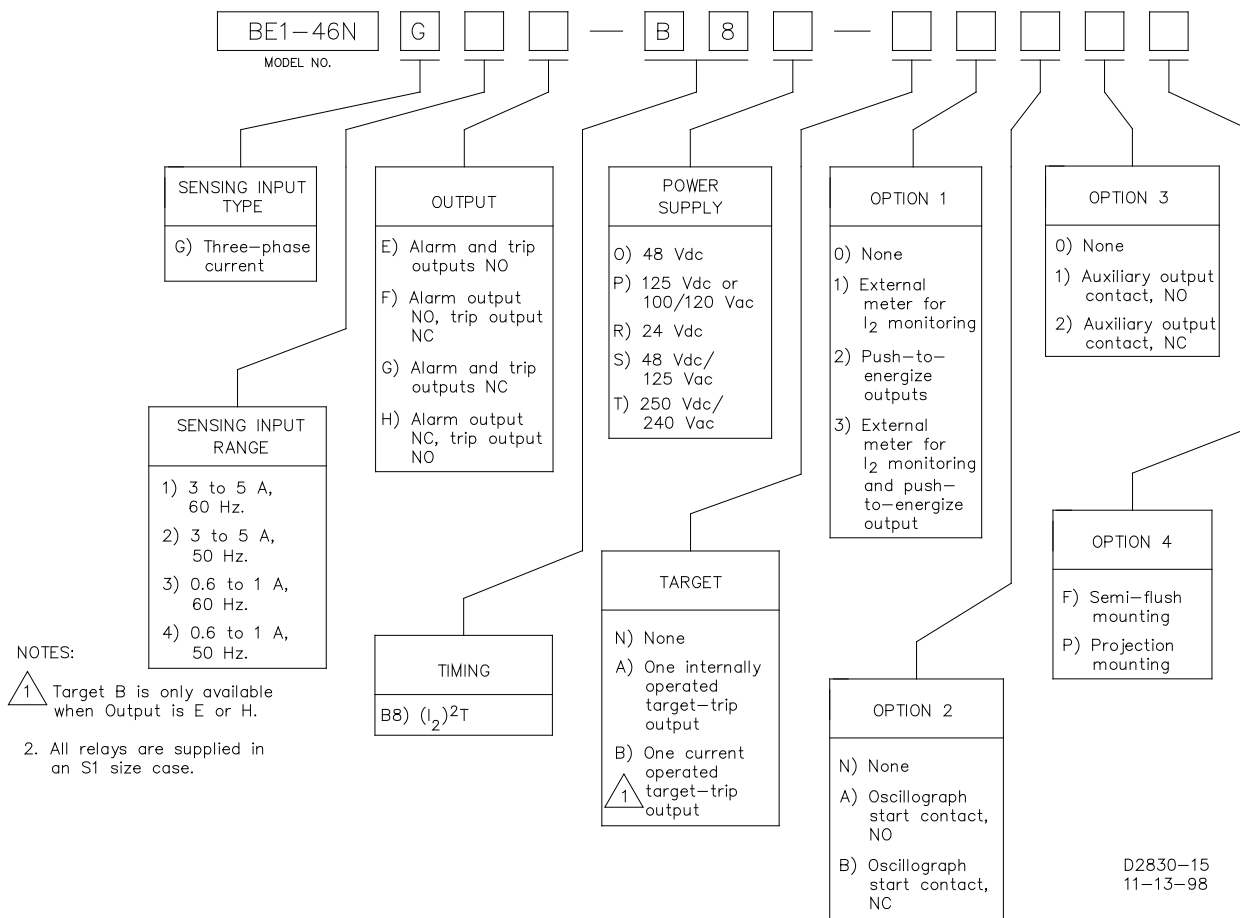 BE1-46N G — B 8 —
MODEL NO.
SENSING INPUT
TYPE
G) Three-phase
current
SENSING INPUT
RANGE
1) 3 to 5 A,
60 Hz.
2) 3 to 5 A,
50 Hz.
3) 0.6 to 1 A,
60 Hz.
4) 0.6 to 1 A,
50 Hz.
OUTPUT
E) Alarm and trip
outputs NO
F) Alarm output
NO, trip output
NC
G) Alarm and trip
outputs NC
H) Alarm output
NC, trip output
NO
TIMING
B8) (I₂)²T
POWER
SUPPLY
O) 48 Vdc
P) 125 Vdc or
100/120 Vac
R) 24 Vdc
S) 48 Vdc/
125 Vac
T) 250 Vdc/
240 Vac
TARGET
N) None
A) One internally
operated
target-trip
output
B) One current
operated
1 target-trip
output
OPTION 1
0) None
1) External
meter for
I₂ monitoring
2) Push-to-
energize
outputs
3) External
meter for
I₂ monitoring
and push-
to-energize
output
OPTION 2
N) None
A) Oscillograph
start contact,
NO
B) Oscillograph
start contact,
NC
OPTION 3
0) None
1) Auxiliary output
contact, NO
2) Auxiliary output
contact, NC
OPTION 4
F) Semi-flush
mounting
P) Projection
mounting
NOTES:
1 Target B is only available
when Output is E or H.
2. All relays are supplied in
an S1 size case.
D2830-15
11-13-98